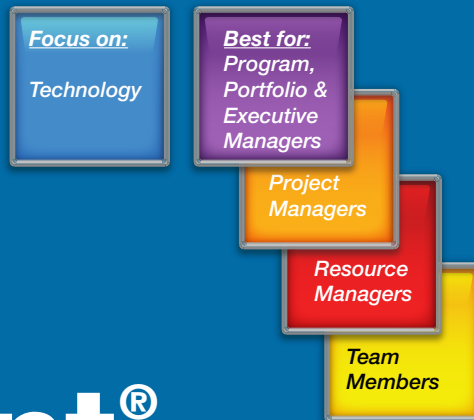 Focus on:
Technology
Best for:
Program,
Portfolio &
Executive
Managers
Project
Managers
Resource
Managers
Team
Members
®